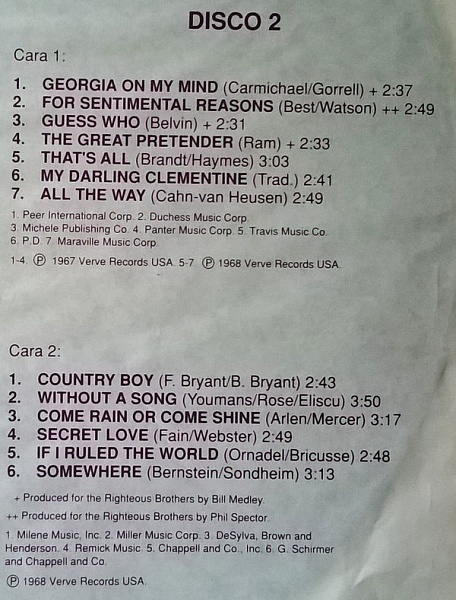 DISCO 2
Cara 1:
1. GEORGIA ON MY MIND (Carmichael/Gorrell) + 2:37
2. FOR SENTIMENTAL REASONS (Best/Watson) ++ 2:49
3. GUESS WHO (Belvin) + 2:31
4. THE GREAT PRETENDER (Ram) + 2:33
5. THAT'S ALL (Brandt/Haymes) 3:03
6. MY DARLING CLEMENTINE (Trad.) 2:41
7. ALL THE WAY (Cahn-van Heusen) 2:49
1. Peer International Corp. 2. Duchess Music Corp.
3. Michele Publishing Co. 4. Panter Music Corp. 5. Travis Music Co.
6. P.D. 7. Maraville Music Corp.
1-4. Ⓟ 1967 Verve Records USA. 5-7. Ⓟ 1968 Verve Records USA.
Cara 2:
1. COUNTRY BOY (F. Bryant/B. Bryant) 2:43
2. WITHOUT A SONG (Youmans/Rose/Eliscu) 3:50
3. COME RAIN OR COME SHINE (Arlen/Mercer) 3:17
4. SECRET LOVE (Fain/Webster) 2:49
5. IF I RULED THE WORLD (Ornadel/Bricusse) 2:48
6. SOMEWHERE (Bernstein/Sondheim) 3:13
+ Produced for the Righteous Brothers by Bill Medley.
++ Produced for the Righteous Brothers by Phil Spector.
1. Milene Music, Inc. 2. Miller Music Corp. 3. DeSylva, Brown and
Henderson. 4. Remick Music. 5. Chappell and Co., Inc. 6. G. Schirmer
and Chappell and Co.
Ⓟ 1968 Verve Records USA.